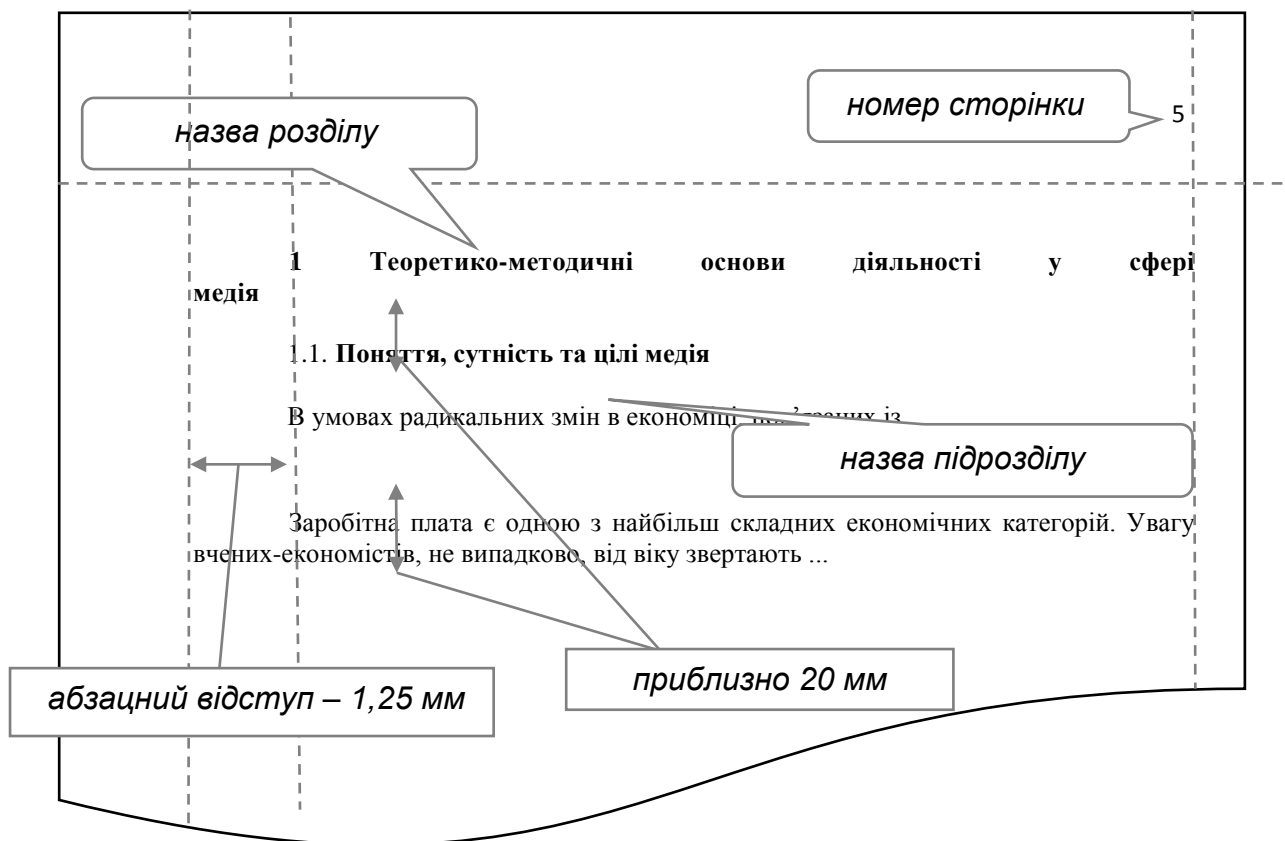 номер сторінки
5
назва розділу
1 Теоретико-методичні основи діяльності у сфері
медія
1.1. Поняття, сутність та цілі медія
В умовах радикальних змін в економіці, із
назва підрозділу
Заробітна плата є одною з найбільш складних економічних категорій. Увагу
вчених-економістів, не випадково, від віку звертають ...
приблизно 20 мм
абзацний відступ – 1,25 мм